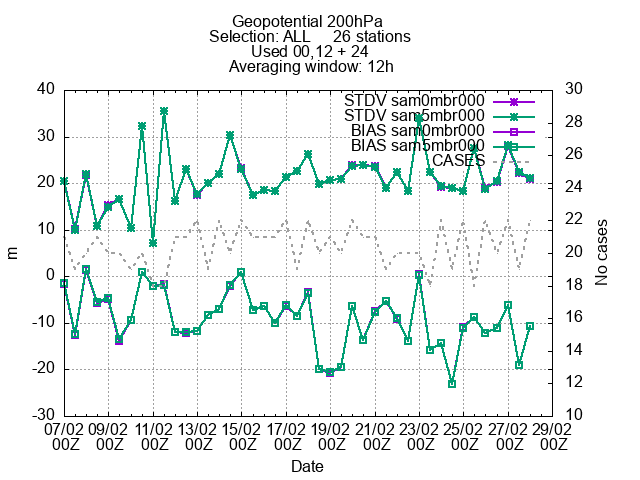 Geopotential 200hPa
Selection: ALL 26 stations
Used 00,12 + 24
Averaging window: 12h
40 30
STDV sam0mbr000
28
STDV sam5mbr000
30
BIAS sam0mbr000
BIAS sam5mbr000
26
CASES
20 24
10 22
m
0 20
No cases
-10 18
16
-20 14
12
-30 10
07/02 09/02 11/02 13/02 15/02 17/02 19/02 21/02 23/02 25/02 27/02 29/02
00Z 00Z 00Z 00Z 00Z 00Z 00Z 00Z 00Z 00Z 00Z 00Z
Date